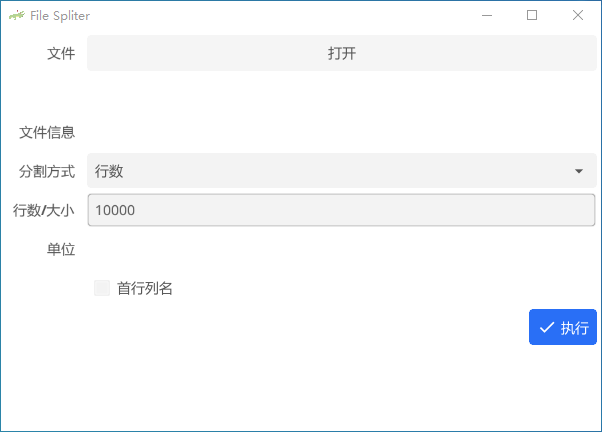 File Spliter
文件 打开
文件信息
分割方式 行数
行数/大小 10000
单位
首行列名
执行